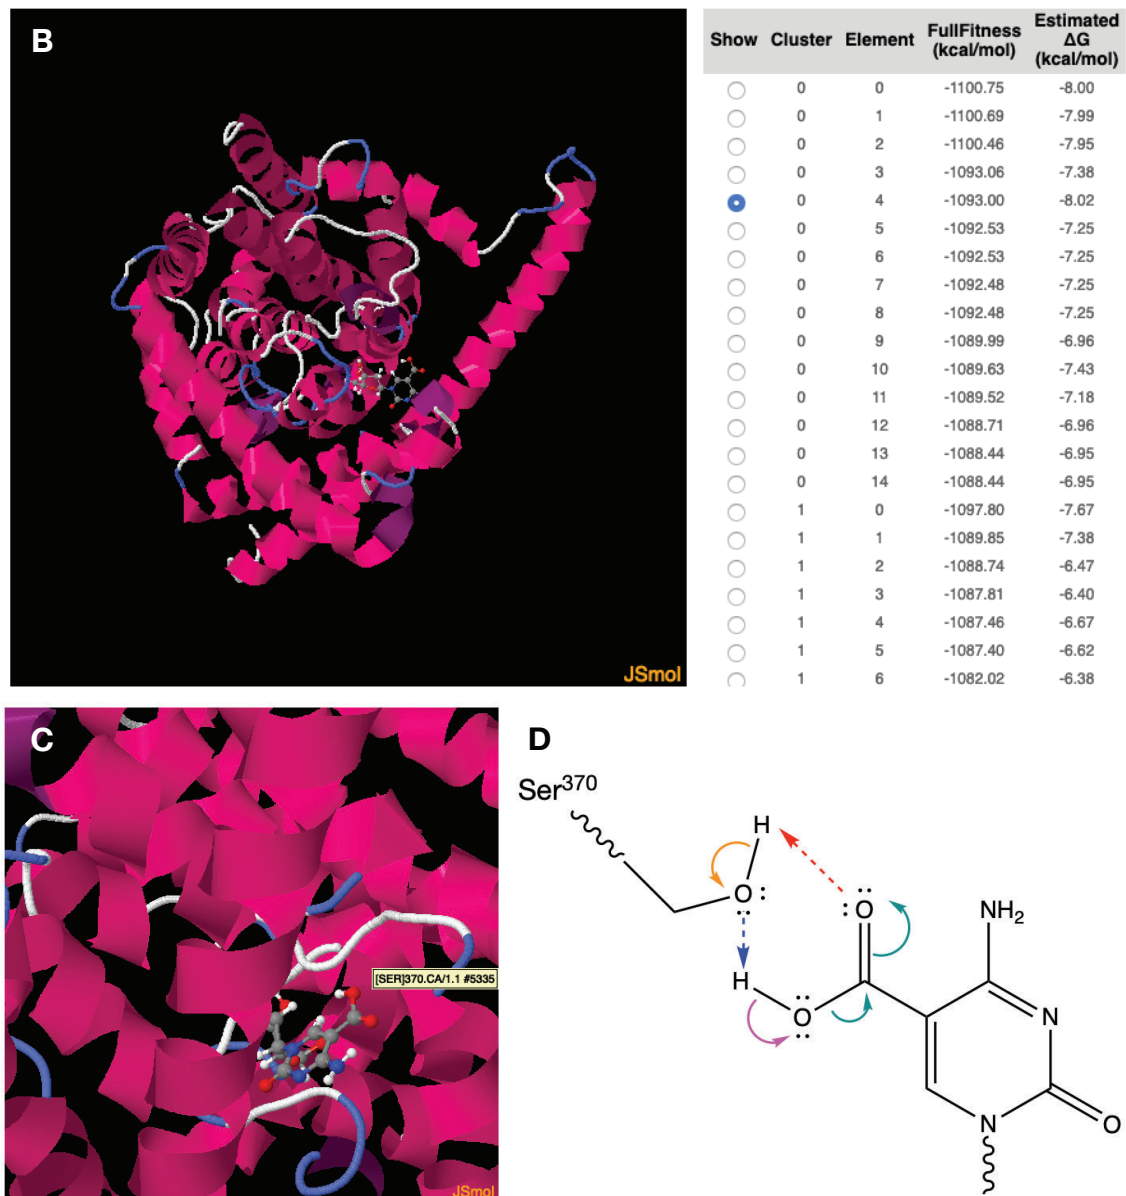 B
JSmol
Show Cluster Element FullFitness (kcal/mol) Estimated ΔG (kcal/mol)
0 0 -1100.75 -8.00
0 1 -1100.69 -7.99
0 2 -1100.46 -7.95
0 3 -1093.06 -7.38
0 4 -1093.00 -8.02
0 5 -1092.53 -7.25
0 6 -1092.53 -7.25
0 7 -1092.48 -7.25
0 8 -1092.48 -7.25
0 9 -1089.99 -6.96
0 10 -1089.63 -7.43
0 11 -1089.52 -7.18
0 12 -1088.71 -6.96
0 13 -1088.44 -6.95
0 14 -1088.44 -6.95
1 0 -1097.80 -7.67
1 1 -1089.85 -7.38
1 2 -1088.74 -6.47
1 3 -1087.81 -6.40
1 4 -1087.46 -6.67
1 5 -1087.40 -6.62
1 6 -1082.02 -6.38
C
[SER]370.CA/1.1 #5335
JSmol
D
Ser370
H
O
O
NH2
H
O
N
N
O